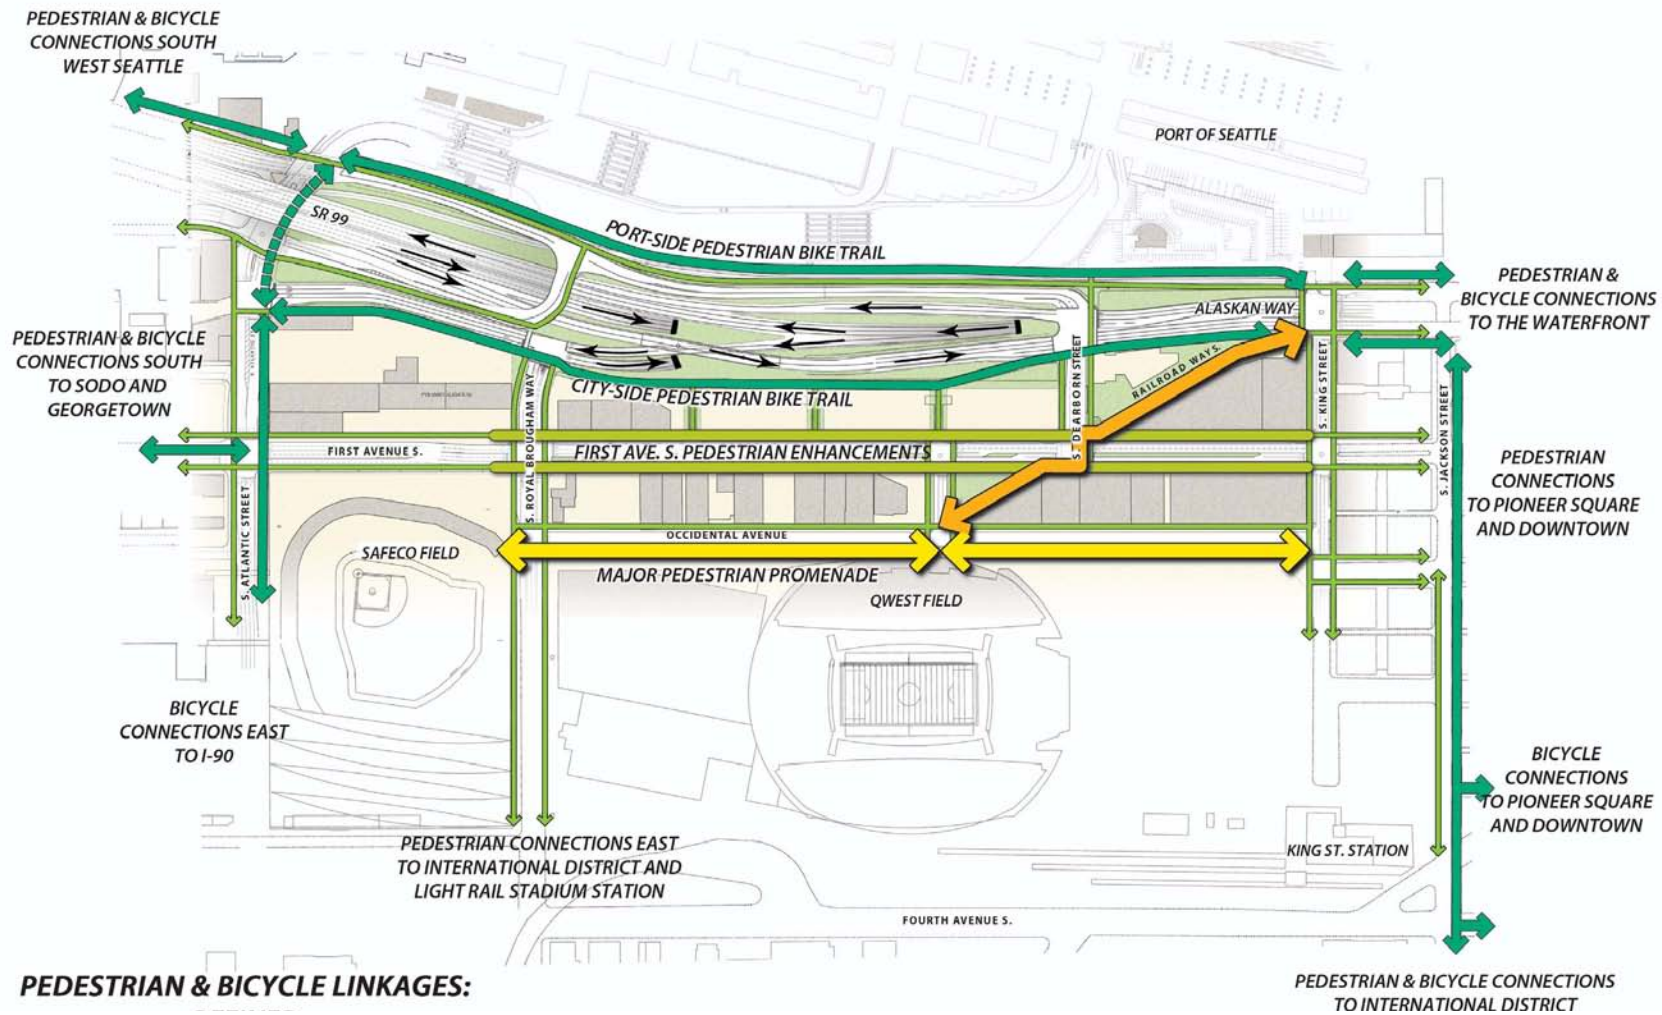 PEDESTRIAN & BICYCLE
CONNECTIONS SOUTH
WEST SEATTLE
PORT OF SEATTLE
SR 99
PORT-SIDE PEDESTRIAN BIKE TRAIL
ALASKAN WAY
PEDESTRIAN &
BICYCLE CONNECTIONS
TO THE WATERFRONT
PEDESTRIAN & BICYCLE
CONNECTIONS SOUTH
TO SODO AND
GEORGETOWN
CITY-SIDE PEDESTRIAN BIKE TRAIL
RAILROAD WAY S.
S. DEARBORN STREET
S. KING STREET
S. JACKSON STREET
S. ROYAL BROUGHAM WAY
FIRST AVENUE S.
FIRST AVE. S. PEDESTRIAN ENHANCEMENTS
PEDESTRIAN
CONNECTIONS
TO PIONEER SQUARE
AND DOWNTOWN
S. ATLANTIC STREET
OCCIDENTAL AVENUE
SAFECO FIELD
MAJOR PEDESTRIAN PROMENADE
QWEST FIELD
BICYCLE
CONNECTIONS EAST
TO I-90
BICYCLE
CONNECTIONS
TO PIONEER SQUARE
AND DOWNTOWN
PEDESTRIAN CONNECTIONS EAST
TO INTERNATIONAL DISTRICT AND
LIGHT RAIL STADIUM STATION
KING ST. STATION
FOURTH AVENUE S.
PEDESTRIAN & BICYCLE LINKAGES:
PEDESTRIAN & BICYCLE CONNECTIONS
TO INTERNATIONAL DISTRICT